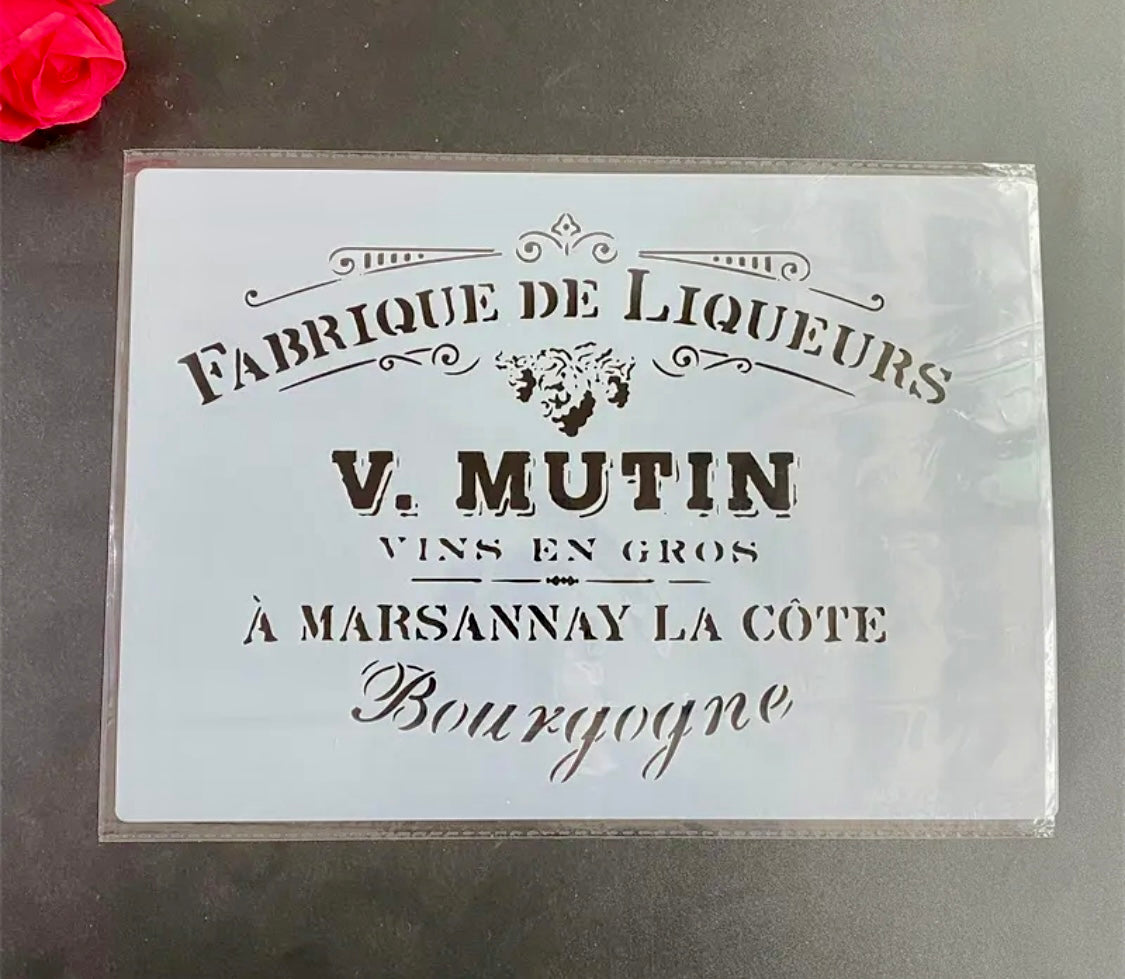 FABRIQUE DE LIQUEURS
V. MUTIN
VINS EN GROS
À MARSANNAY LA CÔTE
Bourgogne